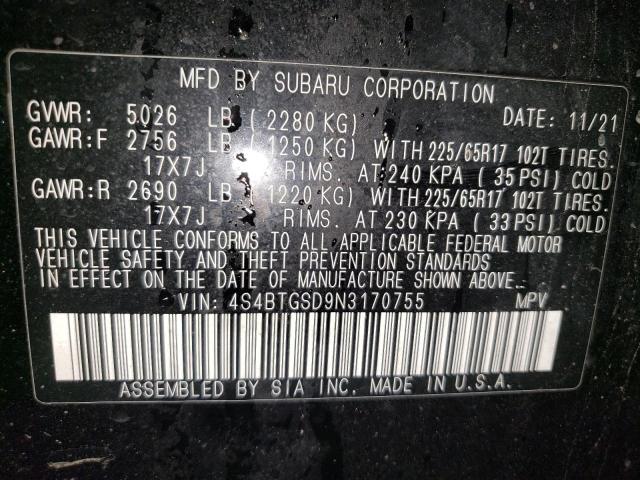 MFD BY SUBARU CORPORATION
GVWR: 5026 LB ( 2280 KG) DATE: 11/21
GAWR:F 2756 LB ( 1250 KG) WITH 225/65R17 102T TIRES.
17X7J RIMS. AT 240 KPA ( 35 PSI) COLD
GAWR:R 2690 LB ( 1220 KG) WITH 225/65R17 102T TIRES.
17X7J RIMS. AT 230 KPA ( 33 PSI) COLD
THIS VEHICLE CONFORMS TO ALL APPLICABLE FEDERAL MOTOR
VEHICLE SAFETY AND THEFT PREVENTION STANDARDS
IN EFFECT ON THE DATE OF MANUFACTURE SHOWN ABOVE.
VIN: 4S4BTGSD9N3170755 MPV
ASSEMBLED BY SIA INC. MADE IN U.S.A.